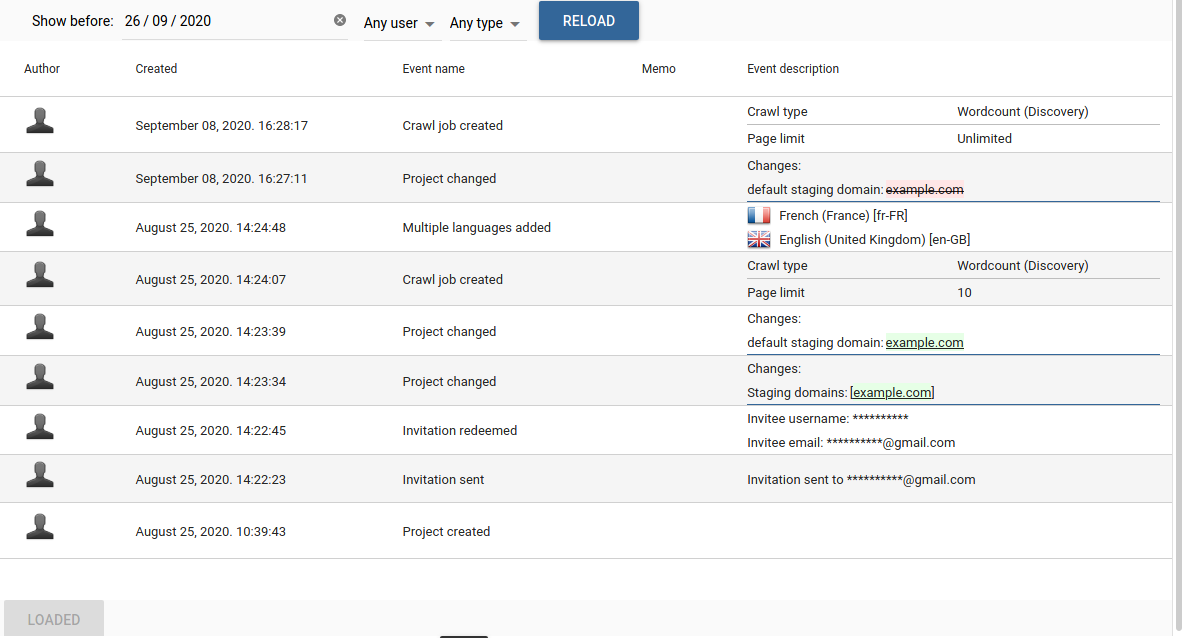 Show before: 26 / 09 / 2020 Any user Any type RELOAD
Author Created Event name Memo Event description
September 08, 2020. 16:28:17 Crawl job created Crawl type Wordcount (Discovery)
Page limit Unlimited
September 08, 2020. 16:27:11 Project changed Changes:
default staging domain: example.com
August 25, 2020. 14:24:48 Multiple languages added French (France) [fr-FR]
English (United Kingdom) [en-GB]
August 25, 2020. 14:24:07 Crawl job created Crawl type Wordcount (Discovery)
Page limit 10
August 25, 2020. 14:23:39 Project changed Changes:
default staging domain: example.com
August 25, 2020. 14:23:34 Project changed Changes:
Staging domains: [example.com]
August 25, 2020. 14:22:45 Invitation redeemed Invitee username: **********
Invitee email: **********@gmail.com
August 25, 2020. 14:22:23 Invitation sent Invitation sent to **********@gmail.com
August 25, 2020. 10:39:43 Project created
LOADED